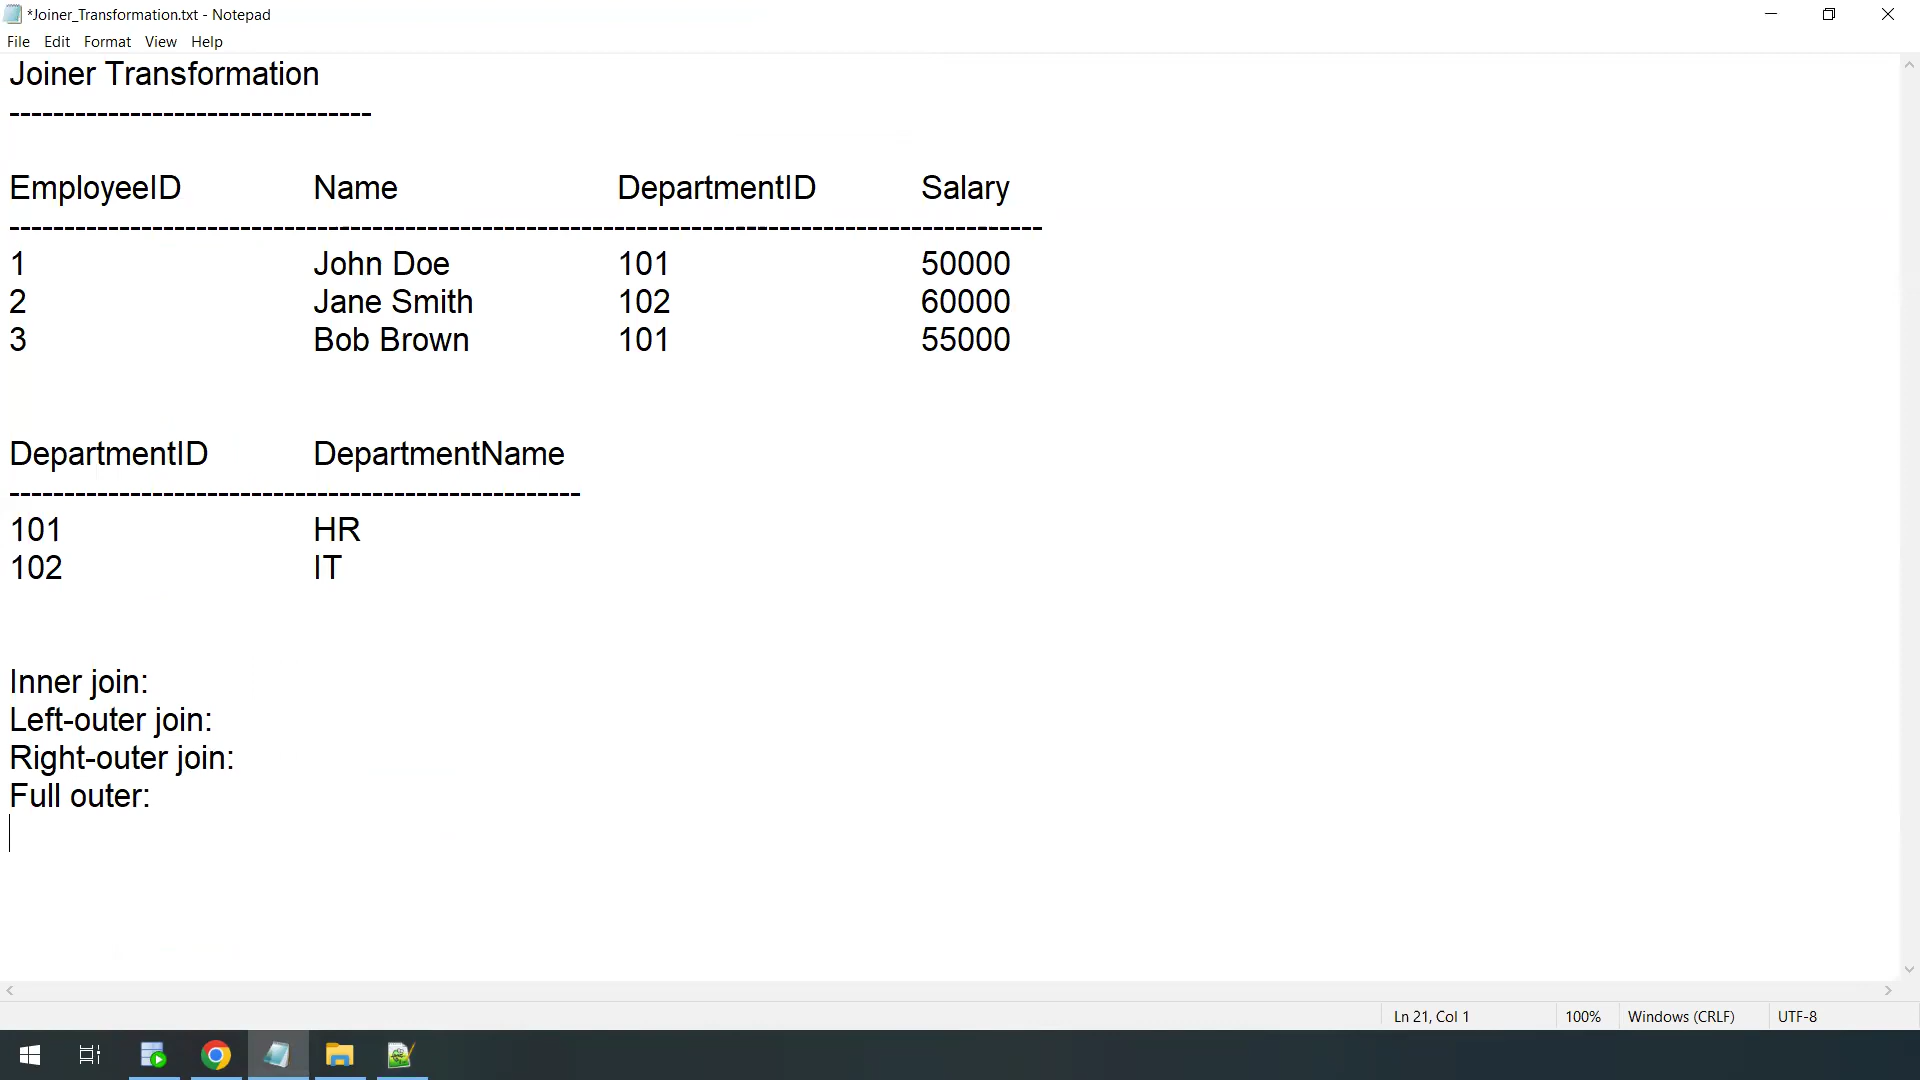 *Joiner_Transformation.txt - Notepad
File Edit Format View Help
Joiner Transformation
---------------------------------
EmployeeID Name DepartmentID Salary
----------------------------------------------------------------------------------------------
1 John Doe 101 50000
2 Jane Smith 102 60000
3 Bob Brown 101 55000
DepartmentID DepartmentName
----------------------------------------------------
101 HR
102 IT
Inner join:
Left-outer join:
Right-outer join:
Full outer:
Ln 21, Col 1 100% Windows (CRLF) UTF-8